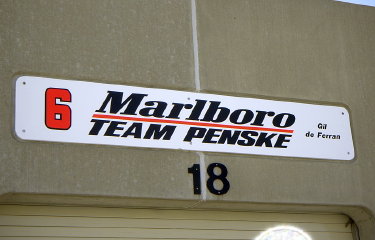 6
Marlboro
TEAM PENSKE
Gil
de Ferran
18